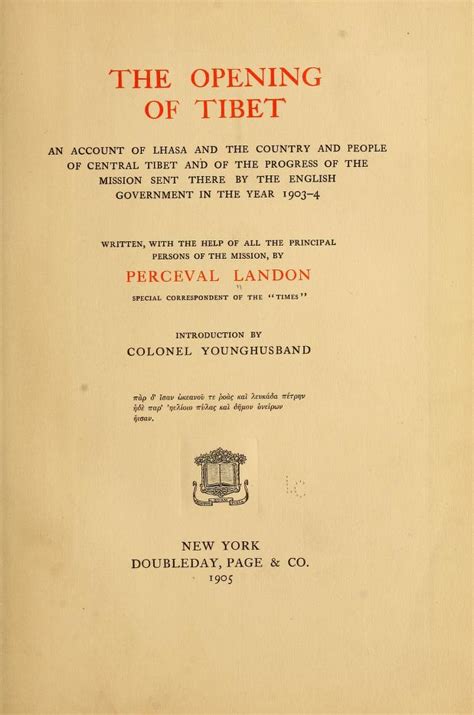 THE OPENING
OF TIBET
AN ACCOUNT OF LHASA AND THE COUNTRY AND PEOPLE
OF CENTRAL TIBET AND OF THE PROGRESS OF THE
MISSION SENT THERE BY THE ENGLISH
GOVERNMENT IN THE YEAR 1903–4
WRITTEN, WITH THE HELP OF ALL THE PRINCIPAL
PERSONS OF THE MISSION, BY
PERCEVAL LANDON
SPECIAL CORRESPONDENT OF THE "TIMES"
INTRODUCTION BY
COLONEL YOUNGHUSBAND
πὰρ δ' ἴσαν ὠκεανοῦ τε ῥοὰς καὶ λευκάδα πέτρην
ἠδὲ παρ' ἠελίοιο πύλας καὶ δῆμον ὀνείρων
ἤισαν.
NEW YORK
DOUBLEDAY, PAGE & CO.
1905